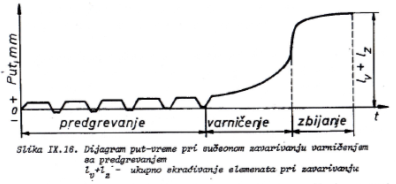 Put, mm
+
0
-
lv + lz
t
predgrevanje
varničenje
zbijanje
Slika IX.16. Dijagram put-vreme pri sučeonom zavarivanju varničenjem
sa predgrevanjem
lv+lz - ukupno skraćivanje elemenata pri zavarivanju